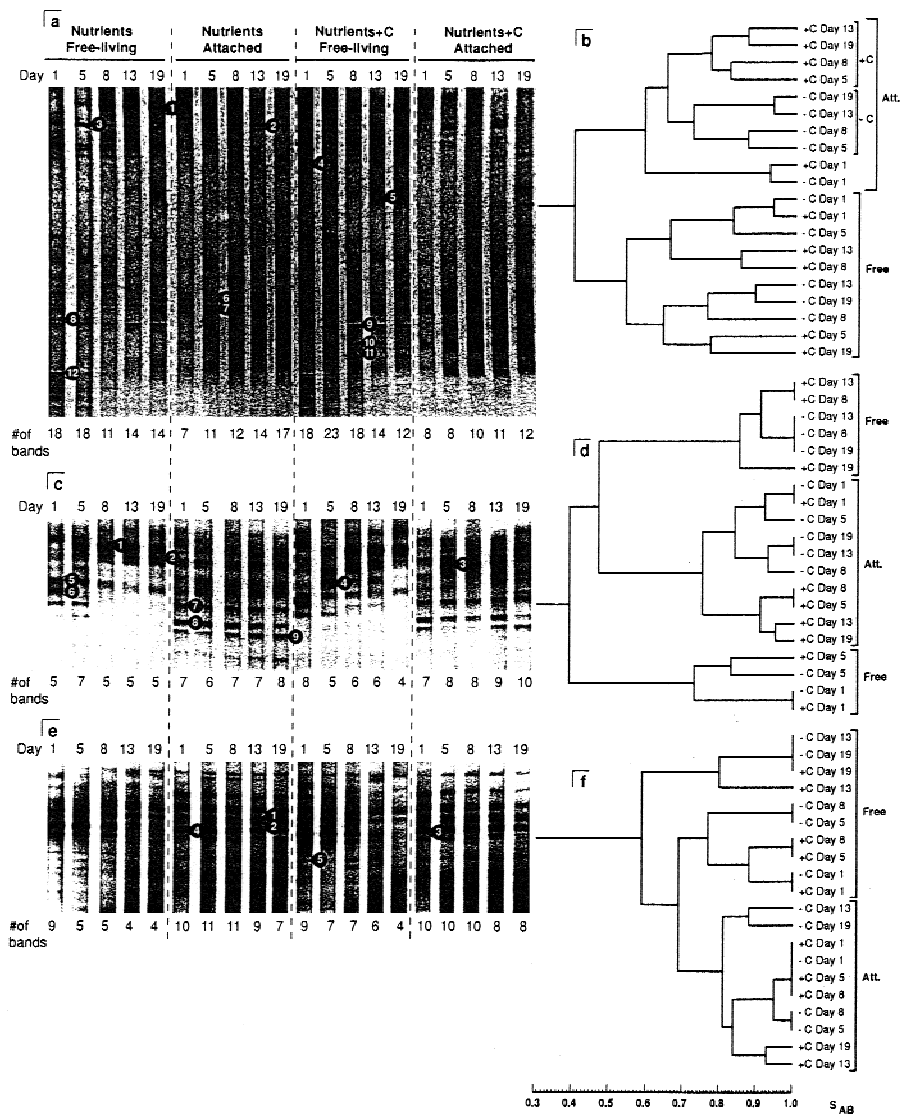 a
Nutrients Nutrients Nutrients+C Nutrients+C
Free-living Attached Free-living Attached
Day 1 5 8 13 19 1 5 8 13 19 1 5 8 13 19 1 5 8 13 19
#of 18 18 11 14 14 7 11 12 14 17 18 23 18 14 12 8 8 10 11 12
bands
b
+C Day 13
+C Day 19
+C Day 8
+C Day 5
+C
- C Day 19
- C Day 13
- C Day 8
- C Day 5
- C
+C Day 1
- C Day 1
Att.
- C Day 1
+C Day 1
- C Day 5
+C Day 13
+C Day 8
- C Day 13
- C Day 19
- C Day 8
+C Day 5
+C Day 19
Free
c
Day 1 5 8 13 19 1 5 8 13 19 1 5 8 13 19 1 5 8 13 19
#of 5 7 5 5 5 7 6 7 7 8 8 5 6 6 4 7 8 8 9 10
bands
d
+C Day 13
+C Day 8
- C Day 13
- C Day 8
- C Day 19
+C Day 19
Free
- C Day 1
+C Day 1
- C Day 5
- C Day 19
- C Day 13
- C Day 8
+C Day 8
+C Day 5
+C Day 13
+C Day 19
Att.
+C Day 5
- C Day 5
- C Day 1
+C Day 1
Free
e
Day 1 5 8 13 19 1 5 8 13 19 1 5 8 13 19 1 5 8 13 19
#of 9 5 5 4 4 10 11 11 9 7 9 7 7 6 4 10 10 10 8 8
bands
f
- C Day 13
- C Day 19
+C Day 19
+C Day 13
- C Day 8
- C Day 5
+C Day 8
+C Day 5
- C Day 1
+C Day 1
Free
- C Day 13
- C Day 19
+C Day 1
- C Day 1
+C Day 5
+C Day 8
- C Day 8
- C Day 5
+C Day 19
+C Day 13
Att.
0.3 0.4 0.5 0.6 0.7 0.8 0.9 1.0 S AB